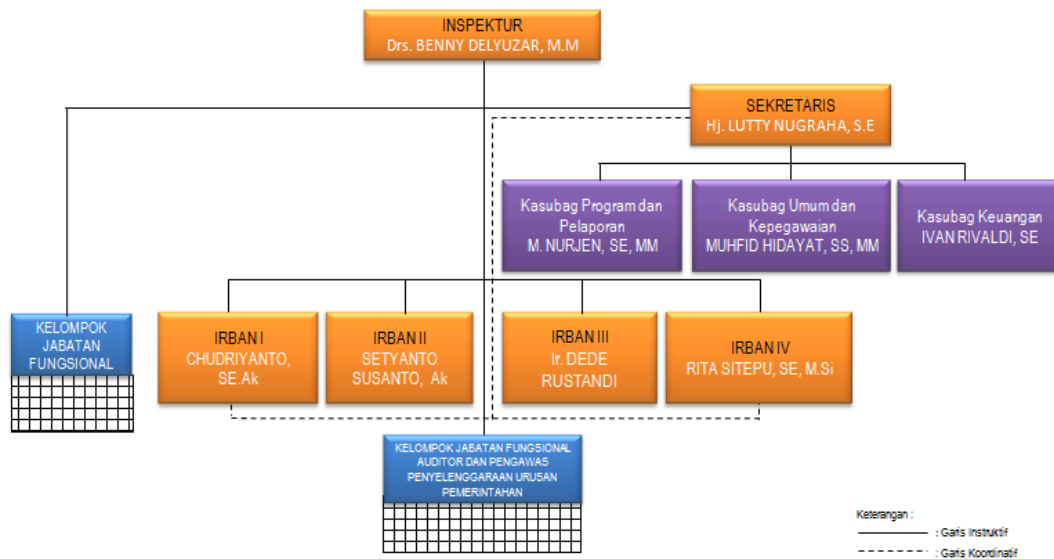 INSPEKTUR
Drs. BENNY DELYUZAR, M.M
SEKRETARIS
Hj. LUTTY NUGRAHA, S.E
Kasubag Program dan
Pelaporan
M. NURJEN, SE, MM
Kasubag Umum dan
Kepegawaian
MUHFID HIDAYAT, SS, MM
Kasubag Keuangan
IVAN RIVALDI, SE
KELOMPOK
JABATAN
FUNGSIONAL
IRBAN I
CHUDRIYANTO,
SE.Ak
IRBAN II
SETYANTO
SUSANTO, Ak
IRBAN III
Ir. DEDE
RUSTANDI
IRBAN IV
RITA SITEPU, SE, M.Si
KELOMPOK JABATAN FUNGSIONAL
AUDITOR DAN PENGAWAS
PENYELENGGARAAN URUSAN
PEMERINTAHAN
Keterangan :
: Garis Instruktif
: Garis Koordinatif